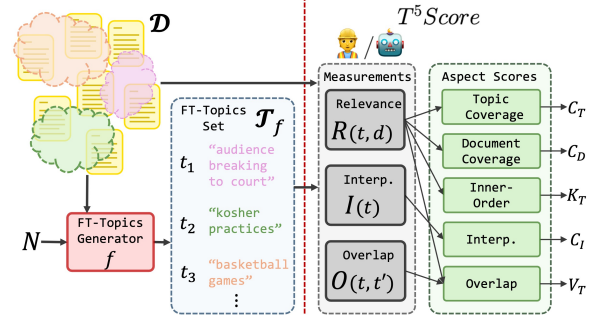 𝓓
T⁵Score
Measurements
Aspect Scores
FT-Topics
Set
𝓣_f
t₁
“audience
breaking
to court”
t₂
“kosher
practices”
t₃
“basketball
games”
⋮
N
FT-Topics
Generator
f
Relevance
R(t,d)
Interp.
I(t)
Overlap
O(t,t′)
Topic
Coverage
C_T
Document
Coverage
C_D
Inner-
Order
K_T
Interp.
C_I
Overlap
V_T